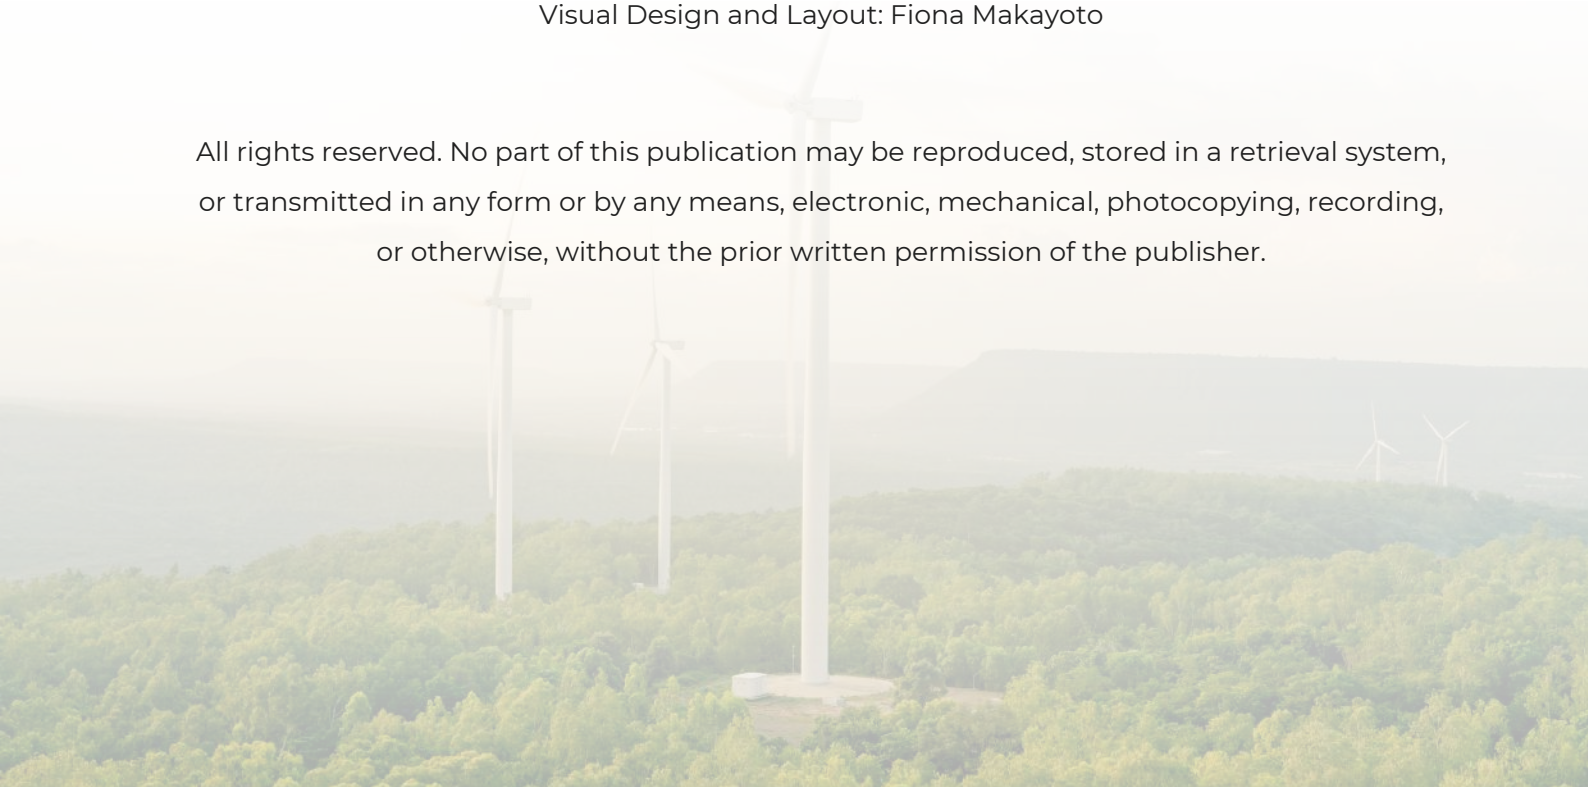 Visual Design and Layout: Fiona Makayoto
All rights reserved. No part of this publication may be reproduced, stored in a retrieval system,
or transmitted in any form or by any means, electronic, mechanical, photocopying, recording,
or otherwise, without the prior written permission of the publisher.